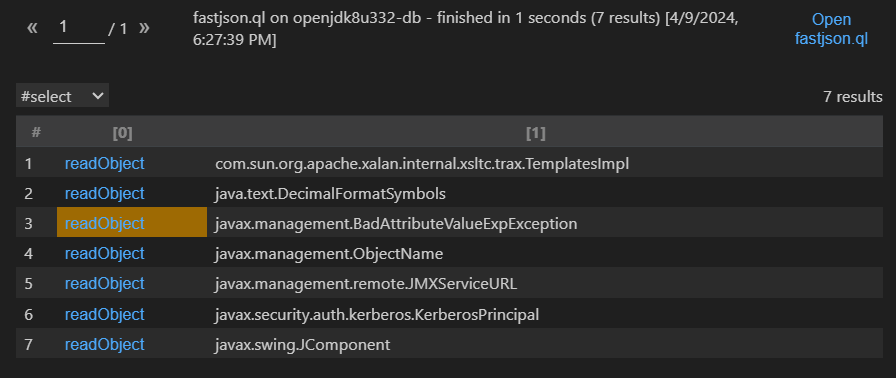 « 1 / 1 » fastjson.ql on openjdk8u332-db - finished in 1 seconds (7 results) [4/9/2024, Open
6:27:39 PM] fastjson.ql
#select 7 results
# [0] [1]
1 readObject com.sun.org.apache.xalan.internal.xsltc.trax.TemplatesImpl
2 readObject java.text.DecimalFormatSymbols
3 readObject javax.management.BadAttributeValueExpException
4 readObject javax.management.ObjectName
5 readObject javax.management.remote.JMXServiceURL
6 readObject javax.security.auth.kerberos.KerberosPrincipal
7 readObject javax.swing.JComponent